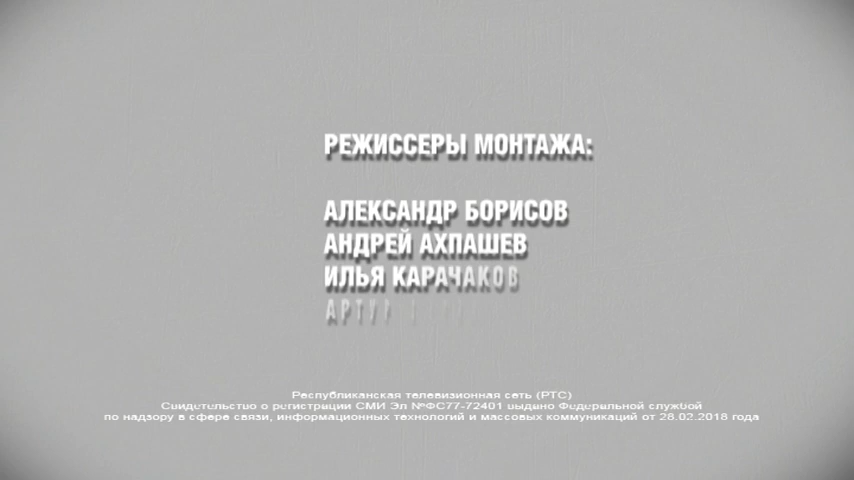 РЕЖИССЕРЫ МОНТАЖА:
АЛЕКСАНДР БОРИСОВ
АНДРЕЙ АХПАШЕВ
ИЛЬЯ КАРАЧАКОВ
АРТУР
Республиканская телевизионная сеть (РТС)
Свидетельство о регистрации СМИ Эл №ФС77-72401 выдано Федеральной службой
по надзору в сфере связи, информационных технологий и массовых коммуникаций от 28.02.2018 года